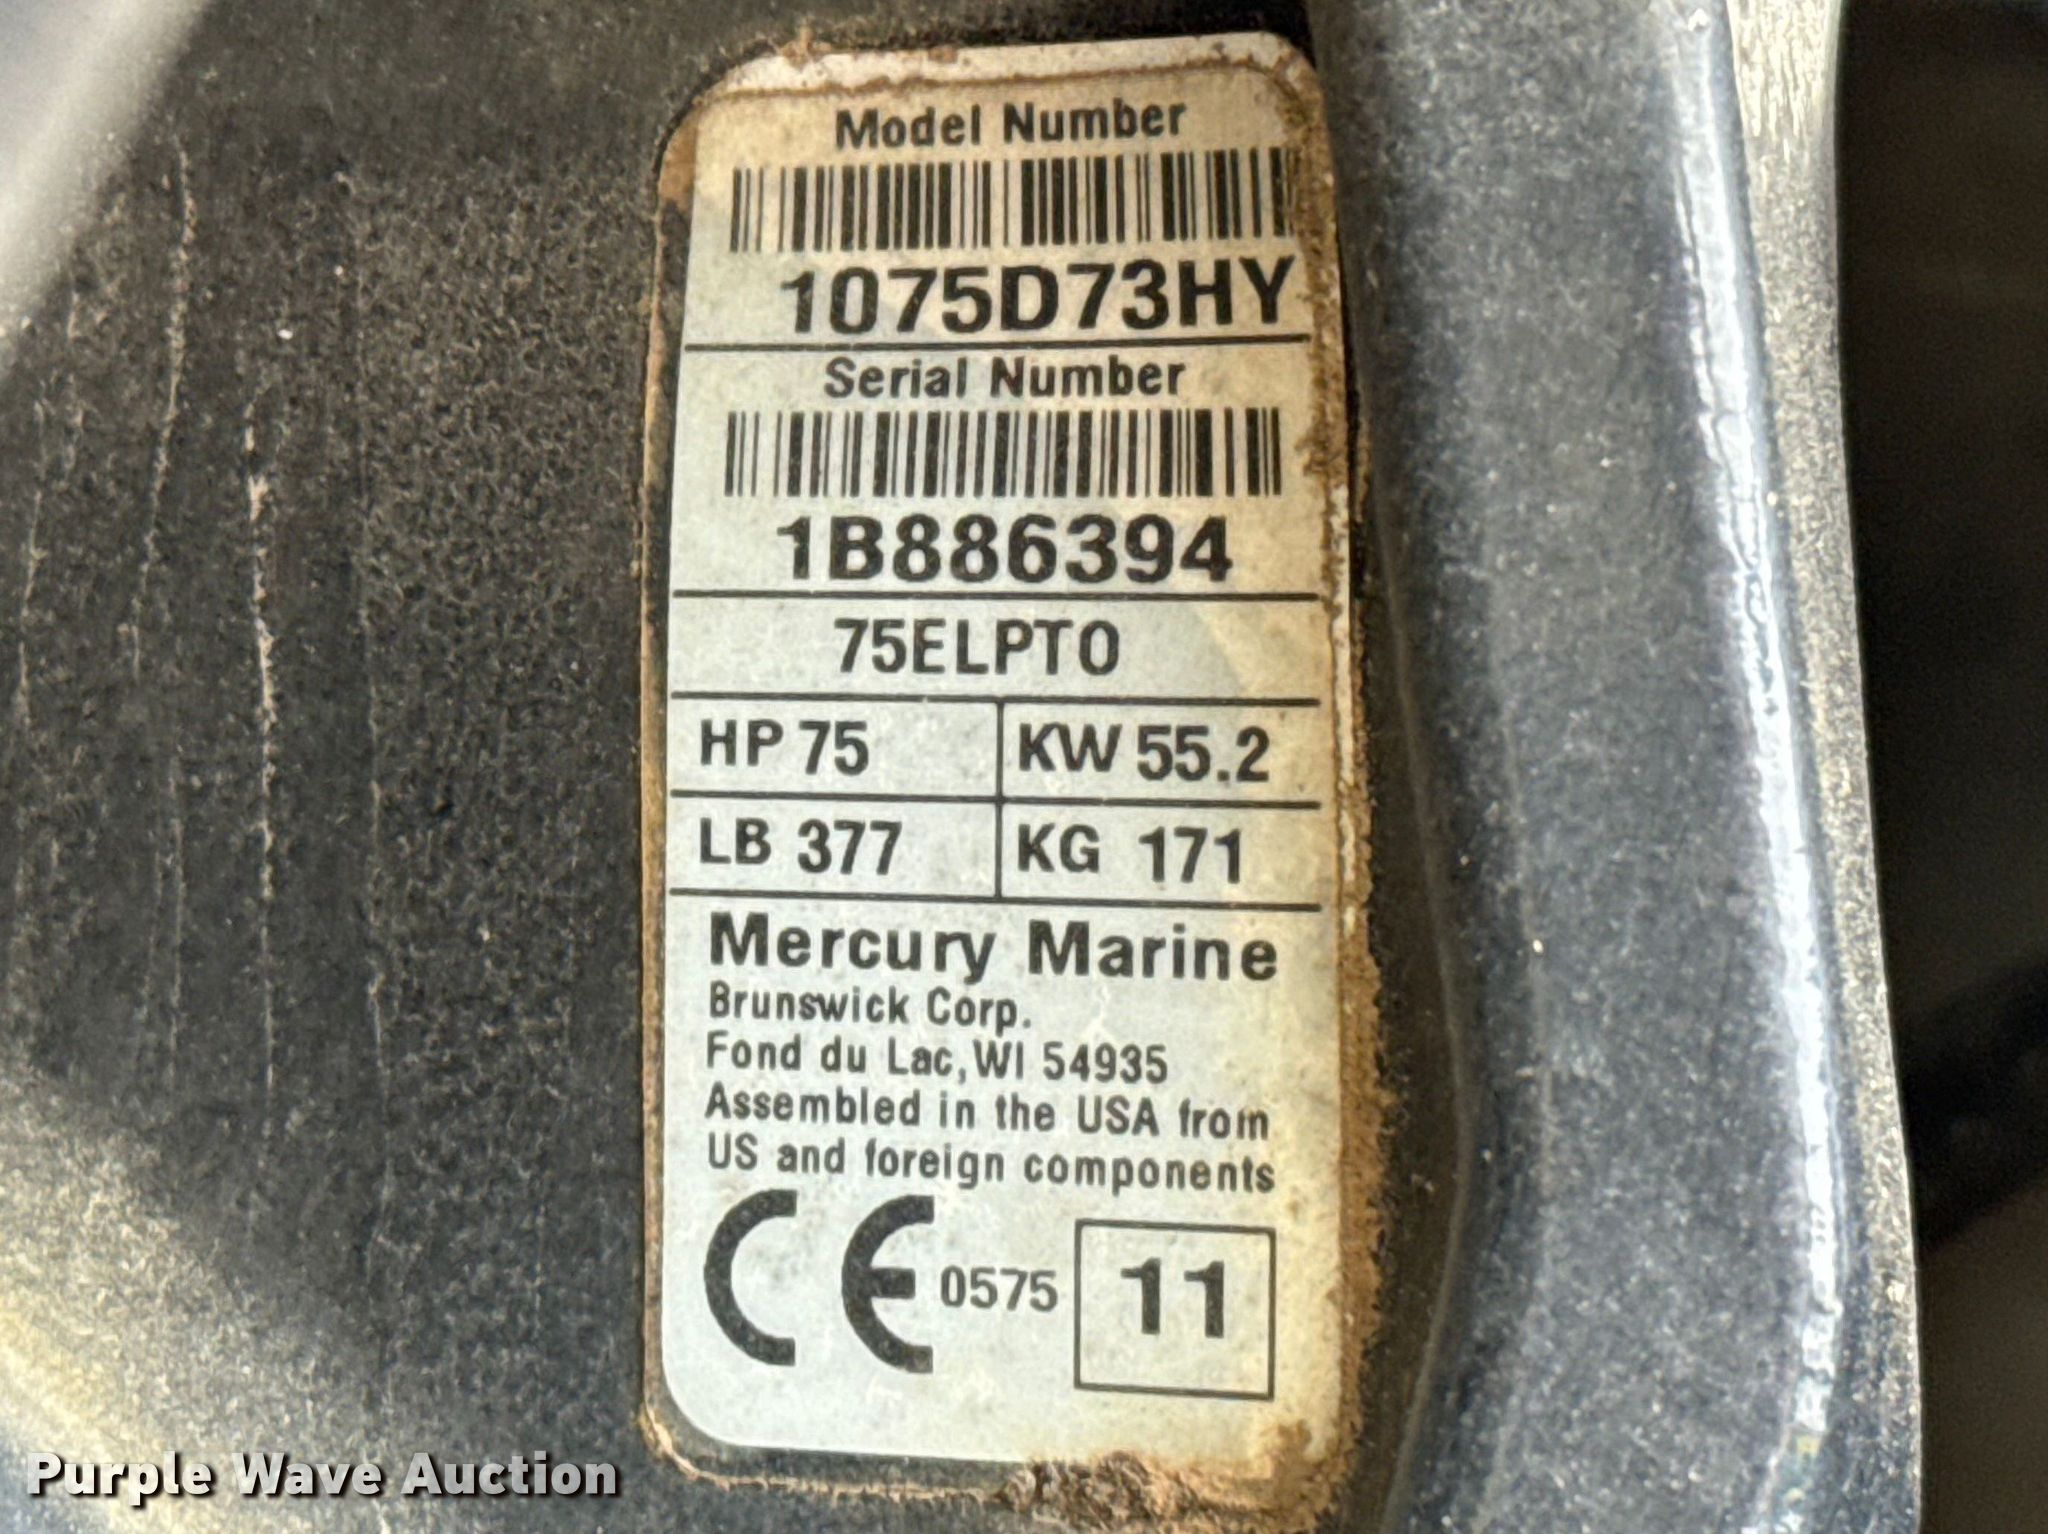 Model Number
1075D73HY
Serial Number
1B886394
75ELPTO
HP 75
KW 55.2
LB 377
KG 171
Mercury Marine
Brunswick Corp.
Fond du Lac, WI 54935
Assembled in the USA from
US and foreign components
CE 0575 11
Purple Wave Auction